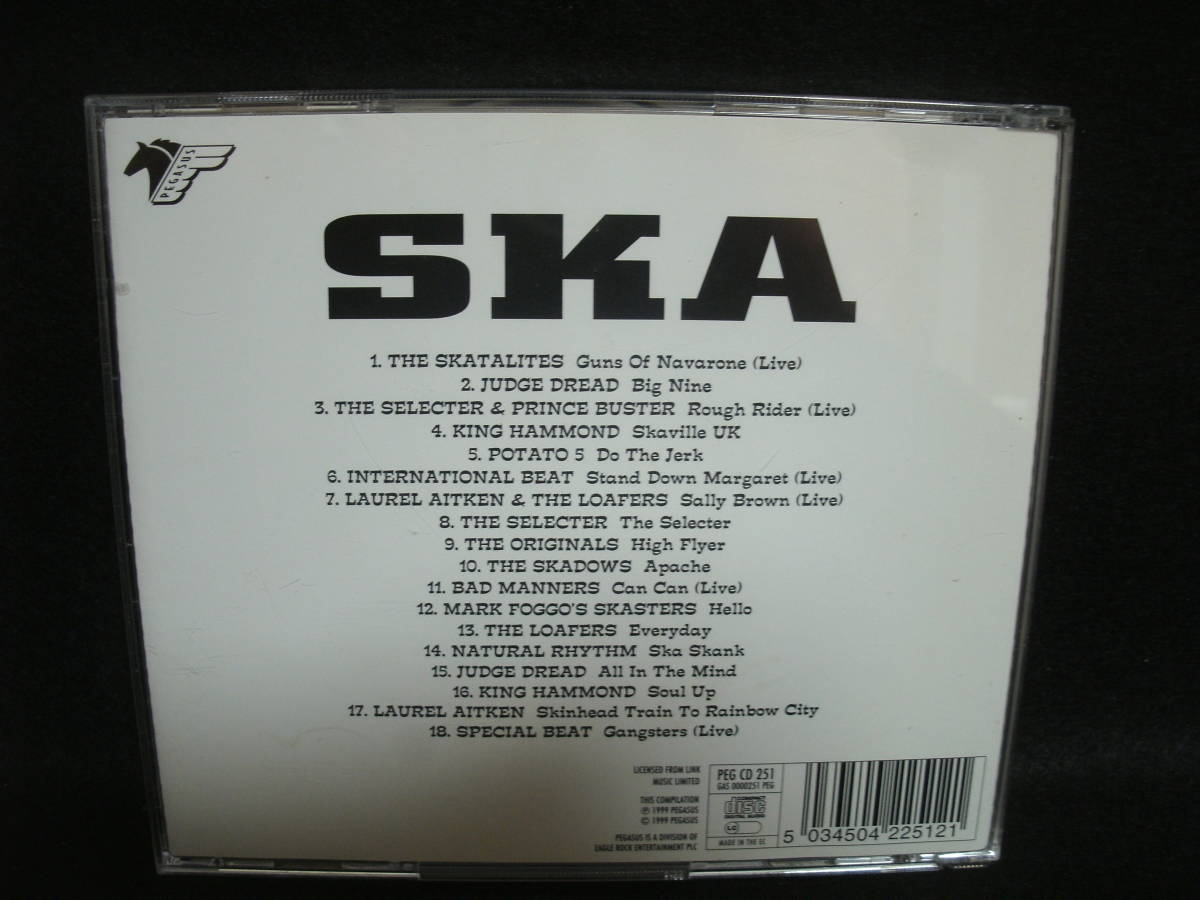 PEGASUS
SKA
1. THE SKATALITES Guns Of Navarone (Live)
2. JUDGE DREAD Big Nine
3. THE SELECTER & PRINCE BUSTER Rough Rider (Live)
4. KING HAMMOND Skaville UK
5. POTATO 5 Do The Jerk
6. INTERNATIONAL BEAT Stand Down Margaret (Live)
7. LAUREL AITKEN & THE LOAFERS Sally Brown (Live)
8. THE SELECTER The Selecter
9. THE ORIGINALS High Flyer
10. THE SKADOWS Apache
11. BAD MANNERS Can Can (Live)
12. MARK FOGGO'S SKASTERS Hello
13. THE LOAFERS Everyday
14. NATURAL RHYTHM Ska Skank
15. JUDGE DREAD All In The Mind
16. KING HAMMOND Soul Up
17. LAUREL AITKEN Skinhead Train To Rainbow City
18. SPECIAL BEAT Gangsters (Live)
LICENSED FROM LINK
MUSIC LIMITED
THIS COMPILATION
℗ 1999 PEGASUS
© 1999 PEGASUS
PEGASUS IS A DIVISION OF
EAGLE ROCK ENTERTAINMENT PLC
PEG CD 251
GAS 0000251 PEG
COMPACT
disc
DIGITAL AUDIO
LC
MADE IN THE EC
5 034504 225121